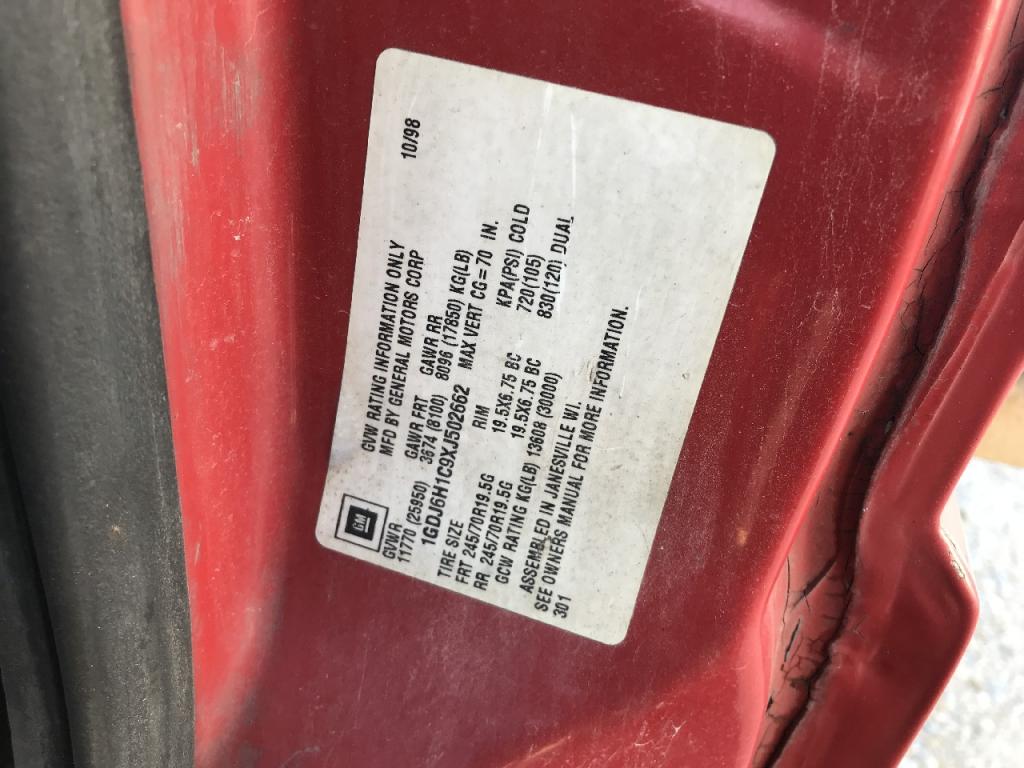 GM
GVW RATING INFORMATION ONLY 10/98
MFD BY GENERAL MOTORS CORP
GVWR GAWR FRT GAWR RR
11770 (25950) 3674 (8100) 8096 (17850) KG(LB)
1GDJ6H1C9XJ502662 MAX VERT CG=70 IN.
TIRE SIZE RIM KPA(PSI) COLD
FRT 245/70R19.5G 19.5X6.75 BC 720(105)
RR 245/70R19.5G 19.5X6.75 BC 830(120) DUAL
GCW RATING KG(LB) 13608 (30000)
ASSEMBLED IN JANESVILLE WI.
SEE OWNERS MANUAL FOR MORE INFORMATION.
301